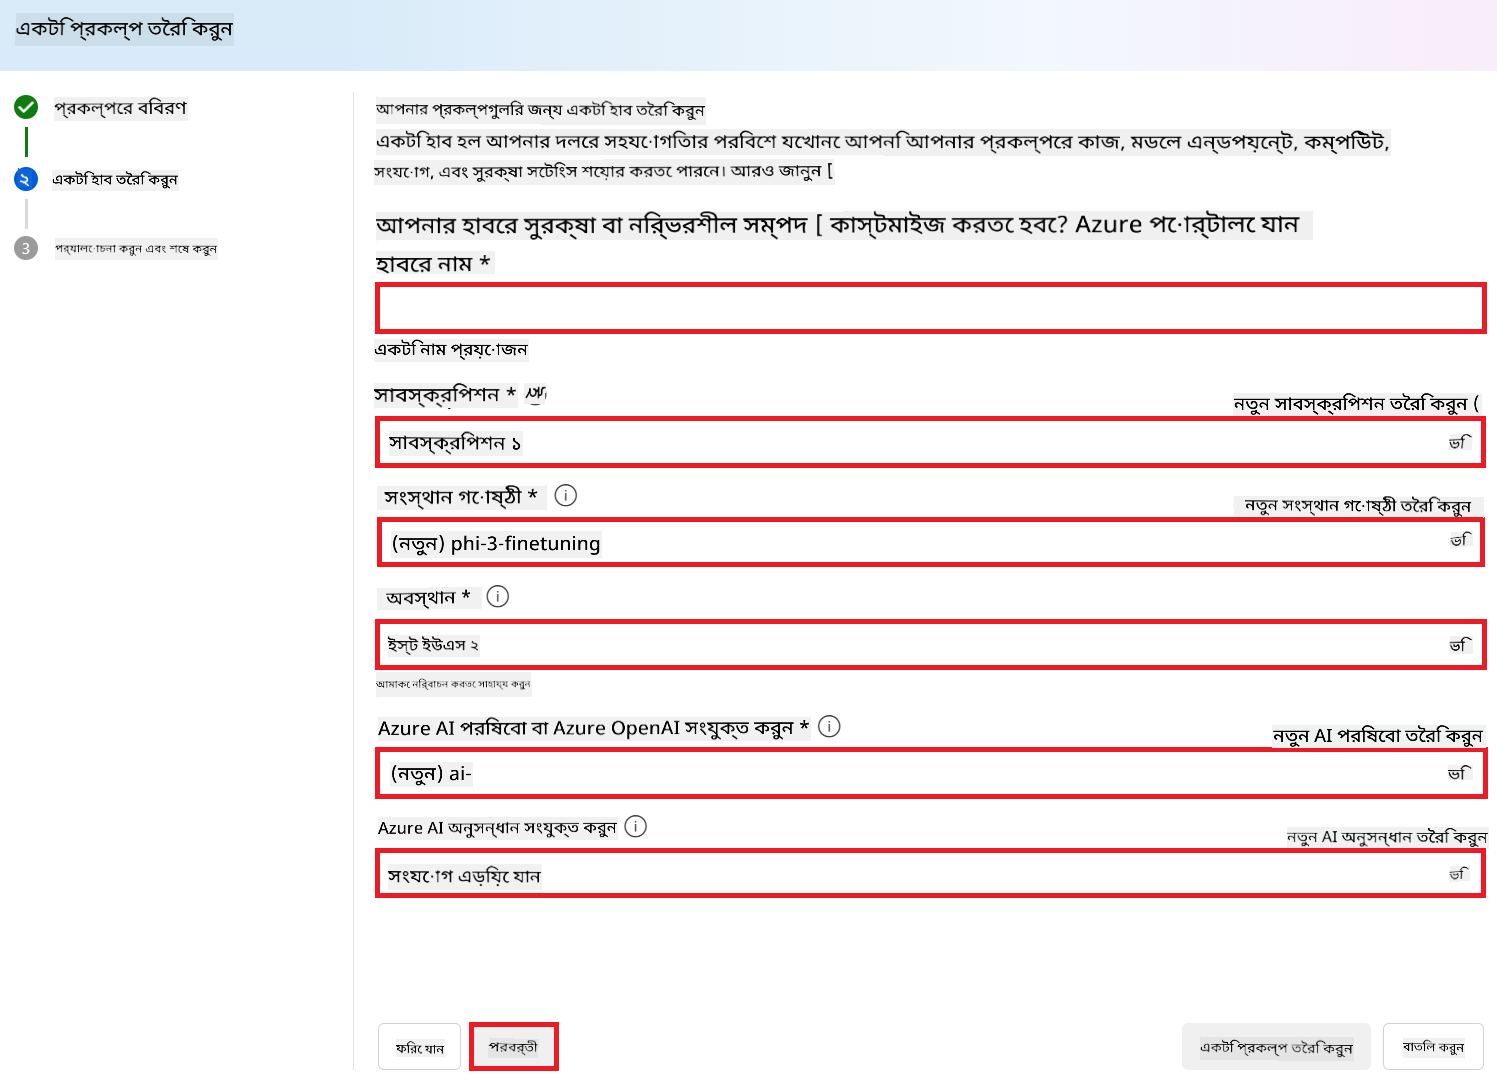 একটি প্রকল্প তৈরি করুন
প্রকল্পের বিবরণ
২ একটি হাব তৈরি করুন
3 পর্যালোচনা করুন এবং শেষ করুন
আপনার প্রকল্পগুলির জন্য একটি হাব তৈরি করুন
একটি হাব হল আপনার দলের সহযোগিতার পরিবেশ যেখানে আপনি আপনার প্রকল্পের কাজ, মডেল এন্ডপয়েন্ট, কম্পিউট,
সংযোগ, এবং সুরক্ষা সেটিংস শেয়ার করতে পারেন। আরও জানুন [
আপনার হাবের সুরক্ষা বা নির্ভরশীল সম্পদ [ কাস্টমাইজ করতে হবে? Azure পোর্টালে যান
হাবের নাম *
একটি নাম প্রয়োজন
সাবস্ক্রিপশন *
নতুন সাবস্ক্রিপশন তৈরি করুন (
সাবস্ক্রিপশন ১
ভি
সংস্থান গোষ্ঠী *
নতুন সংস্থান গোষ্ঠী তৈরি করুন
(নতুন) phi-3-finetuning
ভি
অবস্থান *
ইস্ট ইউএস ২
ভি
আমাকে নির্বাচন করতে সাহায্য করুন
Azure AI পরিষেবা বা Azure OpenAI সংযুক্ত করুন *
নতুন AI পরিষেবা তৈরি করুন
(নতুন) ai-
ভি
Azure AI অনুসন্ধান সংযুক্ত করুন
নতুন AI অনুসন্ধান তৈরি করুন
সংযোগ এড়িয়ে যান
ভি
ফিরে যান
পরবর্তী
একটি প্রকল্প তৈরি করুন
বাতিল করুন